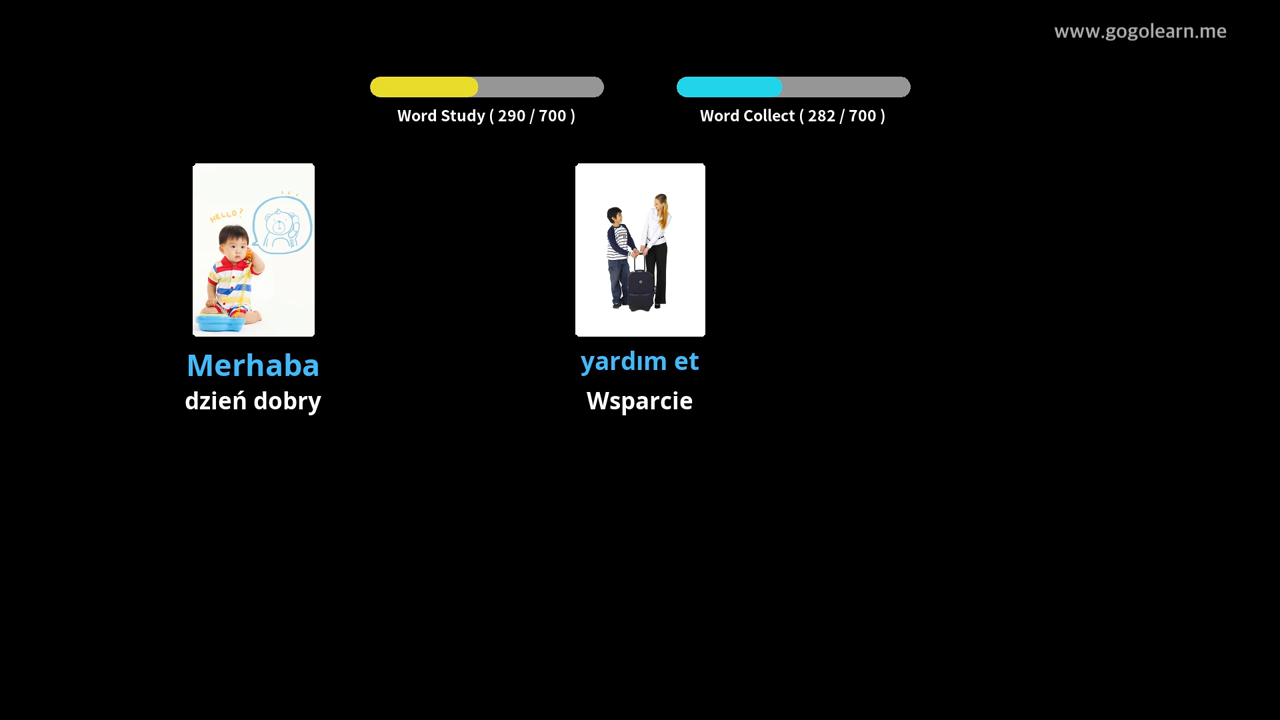 www.gogolearn.me
Word Study ( 290 / 700 )
Word Collect ( 282 / 700 )
HELLO?
Merhaba
dzień dobry
yardım et
Wsparcie